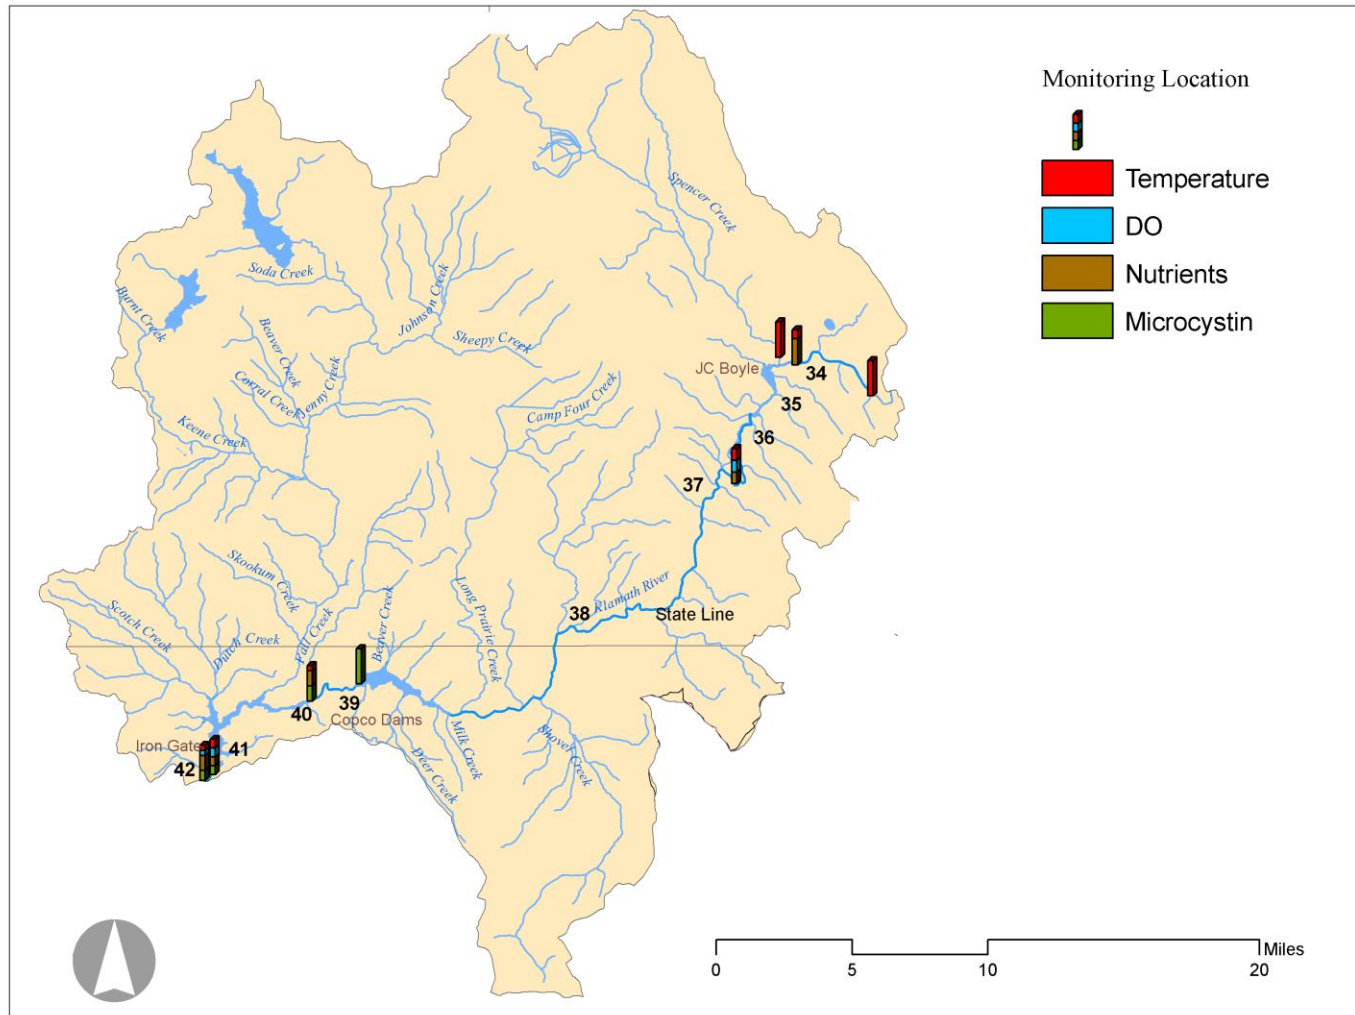 Monitoring Location
Temperature
DO
Nutrients
Microcystin
Spencer Creek
Soda Creek
Johnson Creek
Burnt Creek
Beaver Creek
Sheepy Creek
JC Boyle
34
Corral Creek
Jenny Creek
Camp Four Creek
35
Keene Creek
36
37
Skookum Creek
Klamath River
Long Prairie Creek
38
State Line
Scotch Creek
Fall Creek
Beaver Creek
Dutch Creek
39
40
Copco Dams
Iron Gate
41
42
Milk Creek
Shovel Creek
Deer Creek
Miles
0
5
10
20